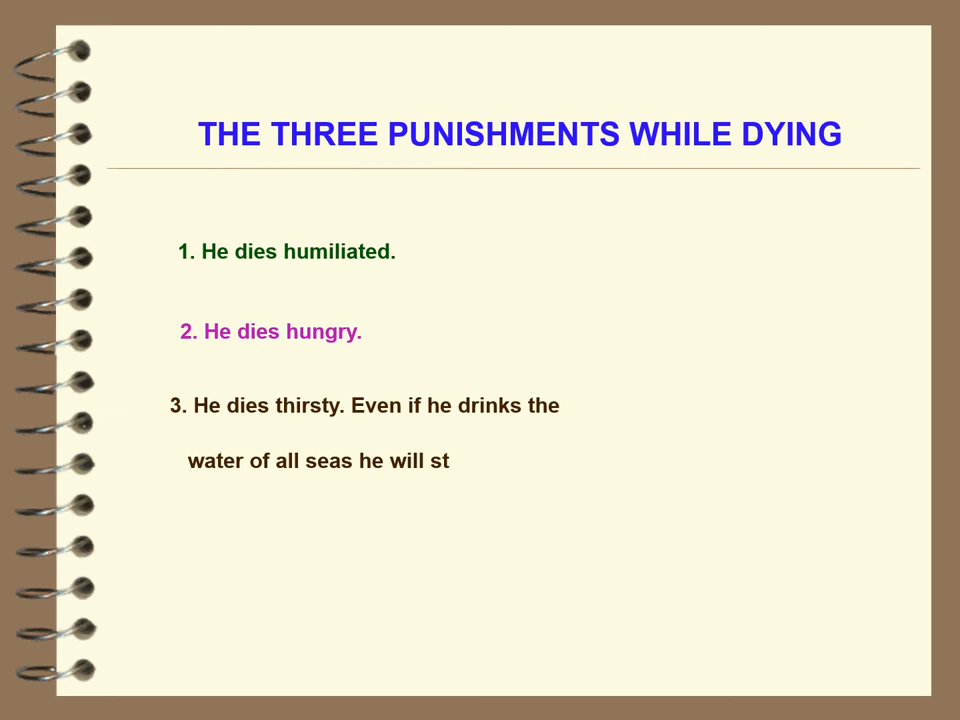 THE THREE PUNISHMENTS WHILE DYING
1. He dies humiliated.
2. He dies hungry.
3. He dies thirsty. Even if he drinks the
water of all seas he will st